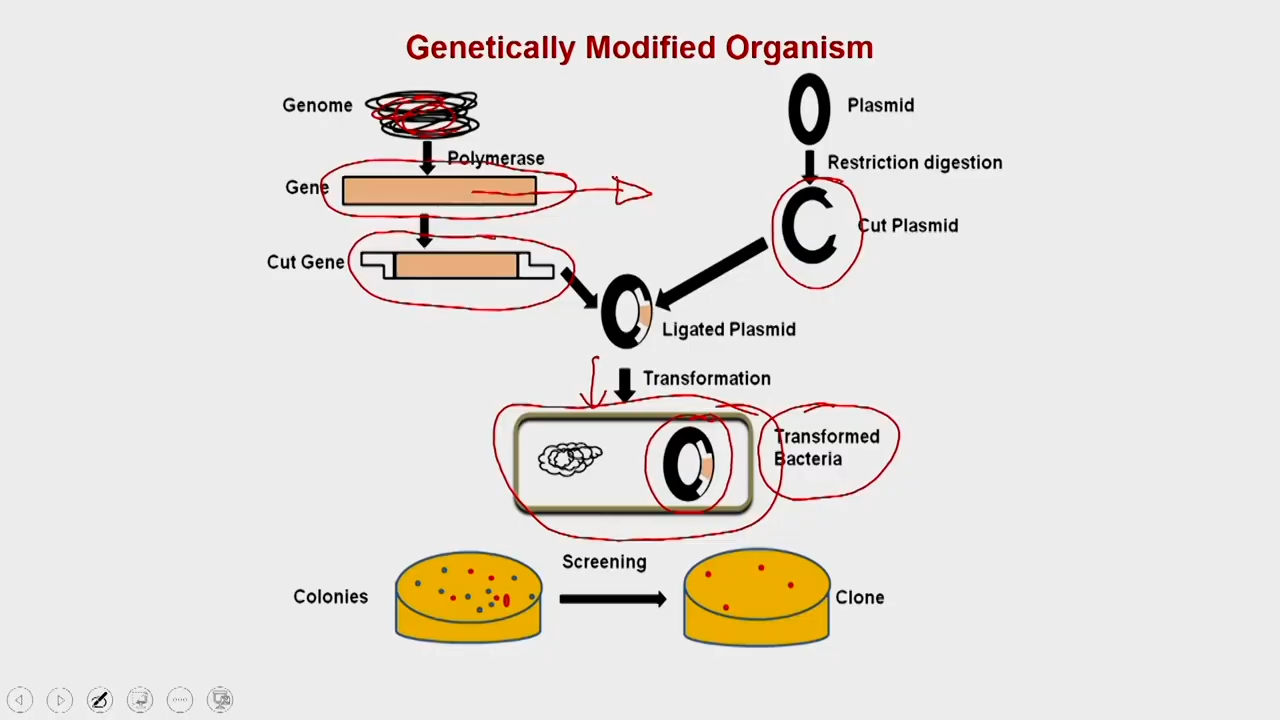 Genetically Modified Organism
Genome
Plasmid
Polymerase
Restriction digestion
Gene
Cut Plasmid
Cut Gene
Ligated Plasmid
Transformation
Transformed
Bacteria
Screening
Colonies
Clone